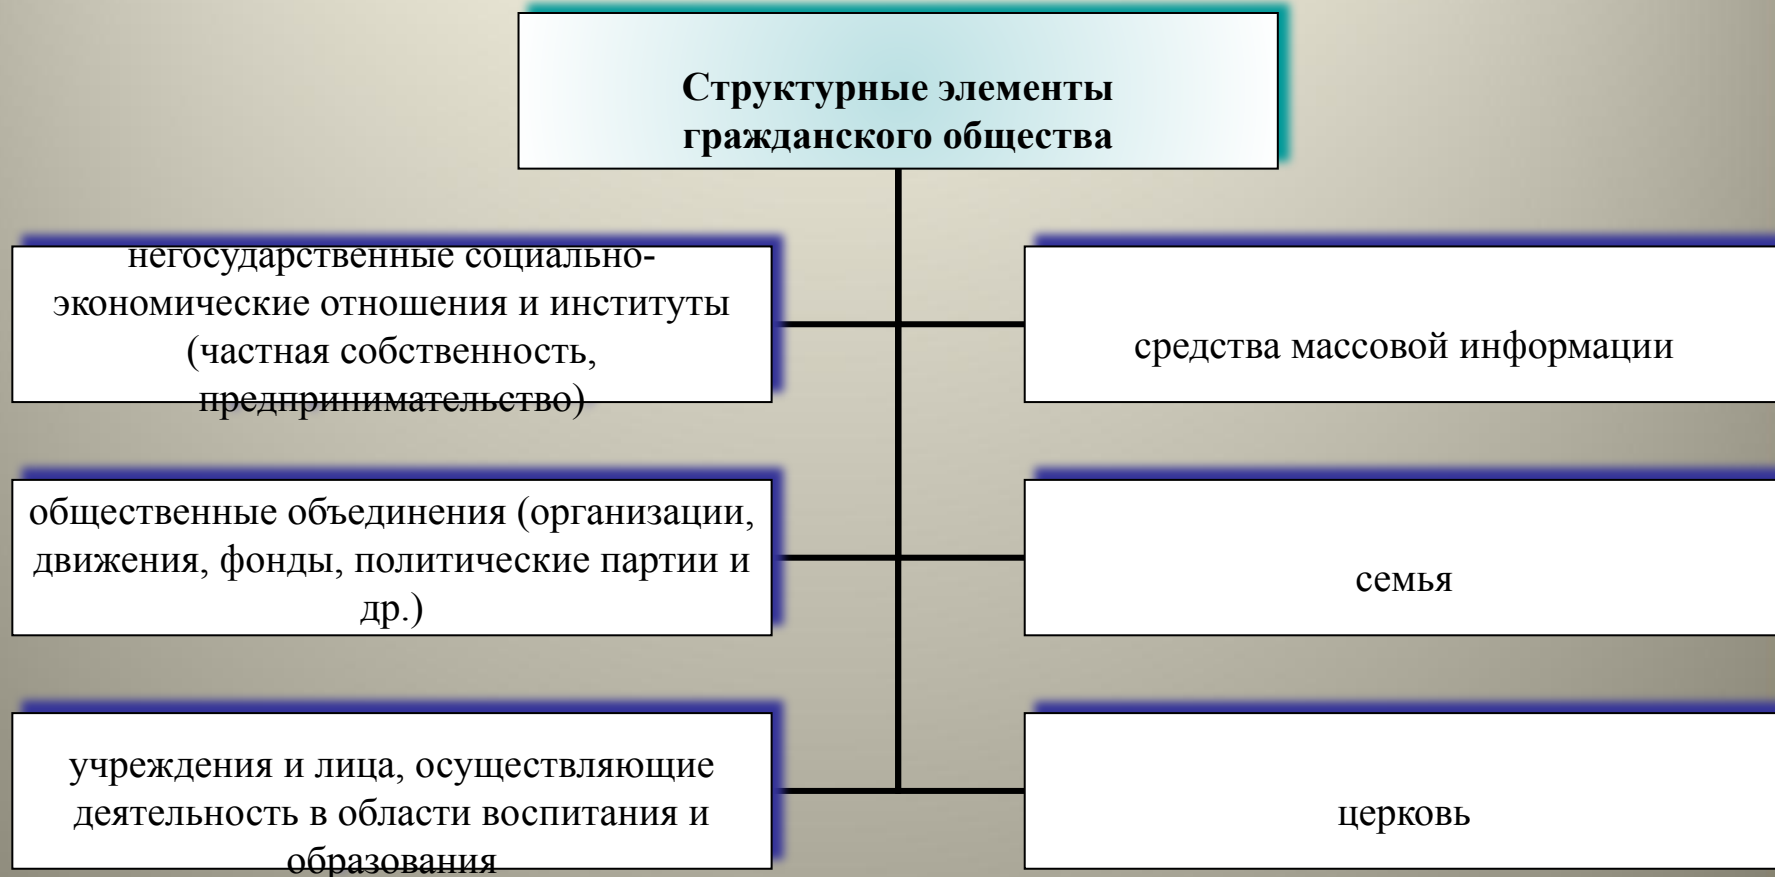 Структурные элементы
гражданского общества
негосударственные социально-
экономические отношения и институты
(частная собственность,
предпринимательство)
средства массовой информации
общественные объединения (организации,
движения, фонды, политические партии и
др.)
семья
учреждения и лица, осуществляющие
деятельность в области воспитания и
образования
церковь